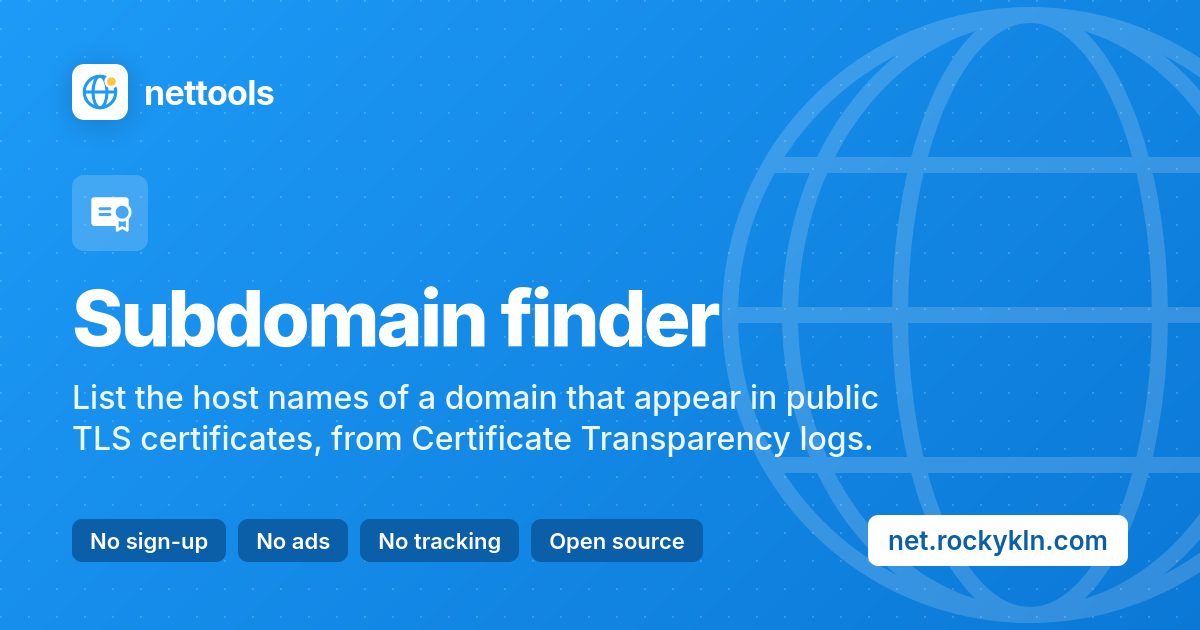 nettools
Subdomain finder
List the host names of a domain that appear in public
TLS certificates, from Certificate Transparency logs.
No sign-up
No ads
No tracking
Open source
net.rockykln.com